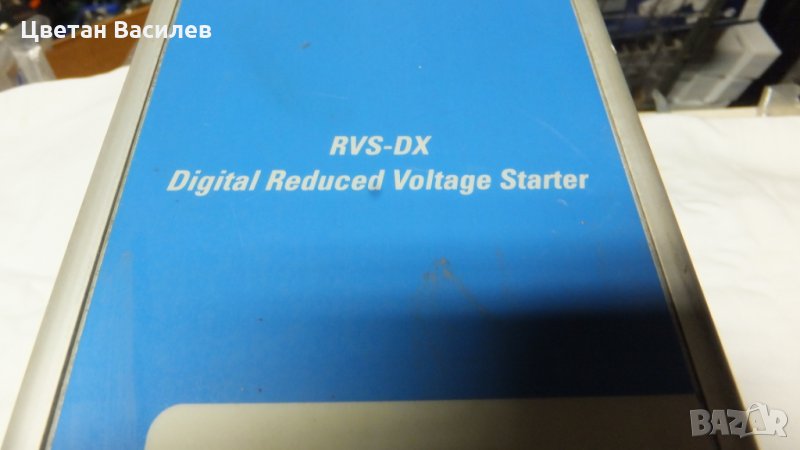 Цветан Василев
RVS-DX
Digital Reduced Voltage Starter
BAZAR